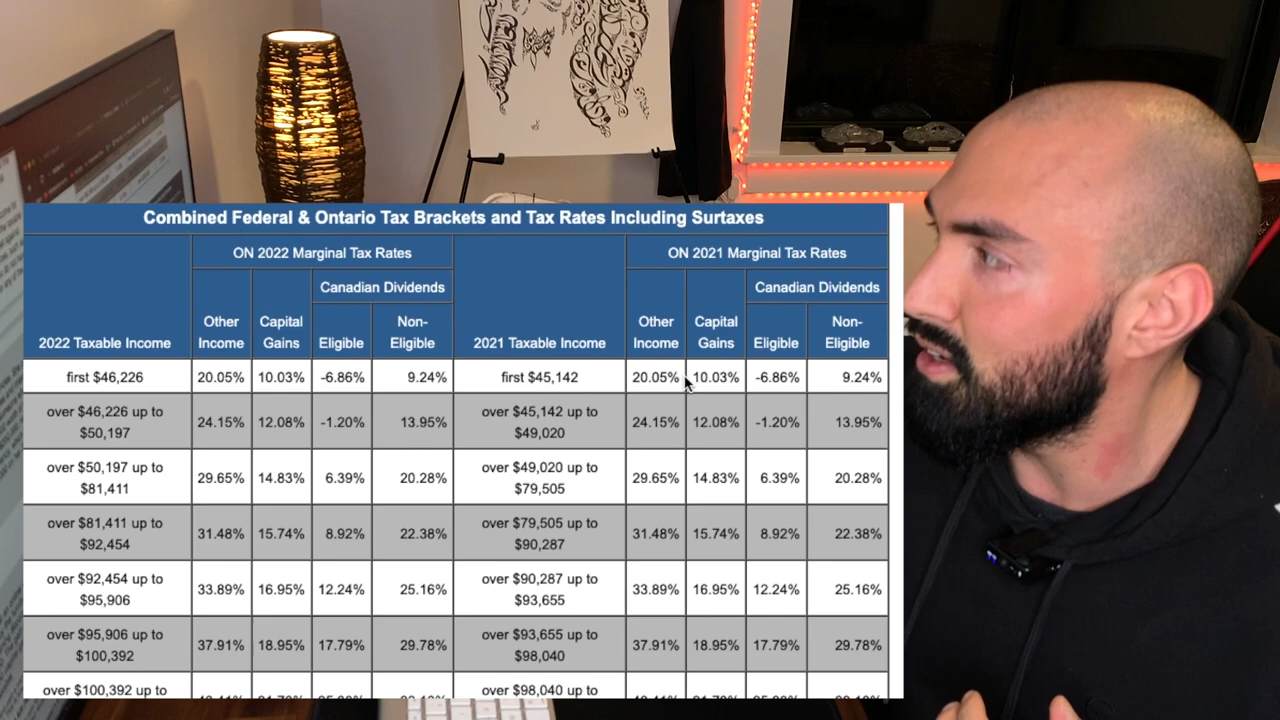 Combined Federal & Ontario Tax Brackets and Tax Rates Including Surtaxes
ON 2022 Marginal Tax Rates ON 2021 Marginal Tax Rates
Canadian Dividends Canadian Dividends
2022 Taxable Income Other Income Capital Gains Eligible Non-Eligible 2021 Taxable Income Other Income Capital Gains Eligible Non-Eligible
first $46,226 20.05% 10.03% -6.86% 9.24% first $45,142 20.05% 10.03% -6.86% 9.24%
over $46,226 up to $50,197 24.15% 12.08% -1.20% 13.95% over $45,142 up to $49,020 24.15% 12.08% -1.20% 13.95%
over $50,197 up to $81,411 29.65% 14.83% 6.39% 20.28% over $49,020 up to $79,505 29.65% 14.83% 6.39% 20.28%
over $81,411 up to $92,454 31.48% 15.74% 8.92% 22.38% over $79,505 up to $90,287 31.48% 15.74% 8.92% 22.38%
over $92,454 up to $95,906 33.89% 16.95% 12.24% 25.16% over $90,287 up to $93,655 33.89% 16.95% 12.24% 25.16%
over $95,906 up to $100,392 37.91% 18.95% 17.79% 29.78% over $93,655 up to $98,040 37.91% 18.95% 17.79% 29.78%
over $100,392 up to over $98,040 up to